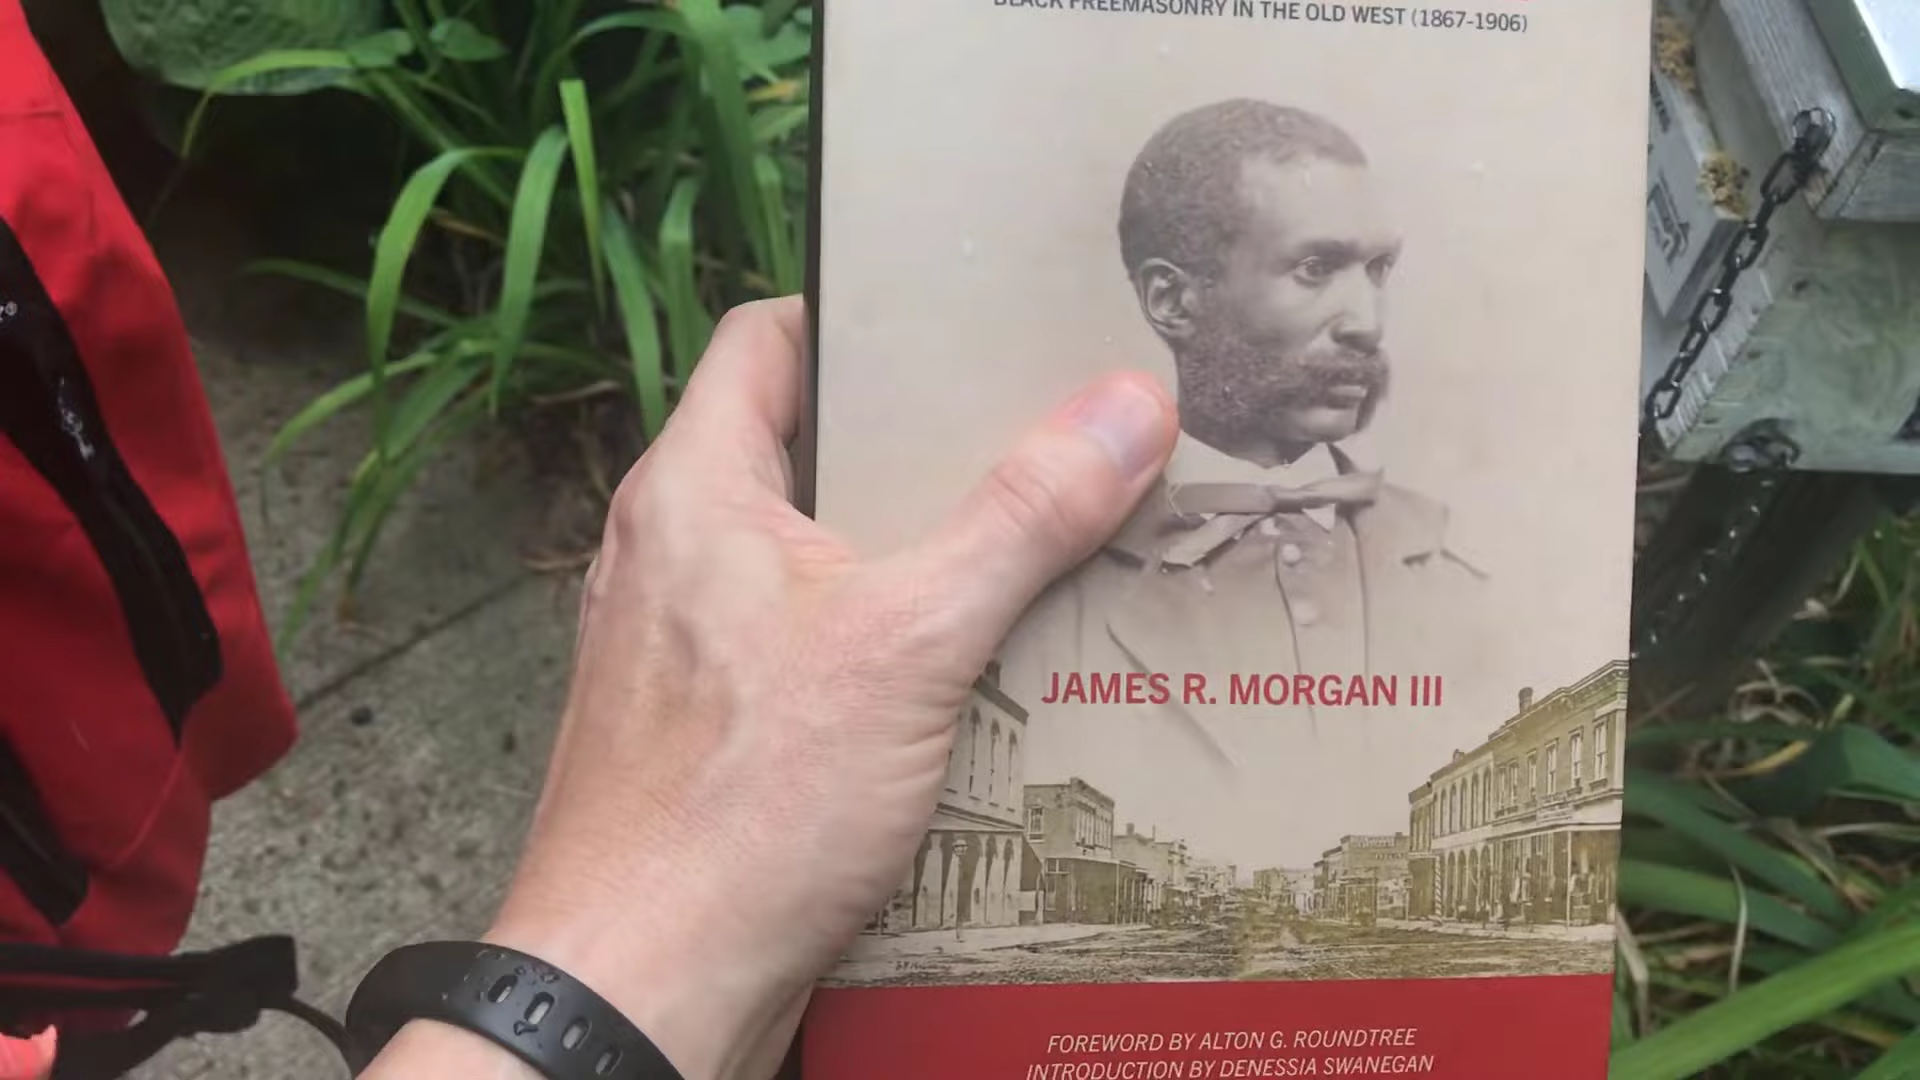 BLACK FREEMASONRY IN THE OLD WEST (1867-1906)
JAMES R. MORGAN III
FOREWORD BY ALTON G. ROUNDTREE
INTRODUCTION BY DENESSIA SWANEGAN